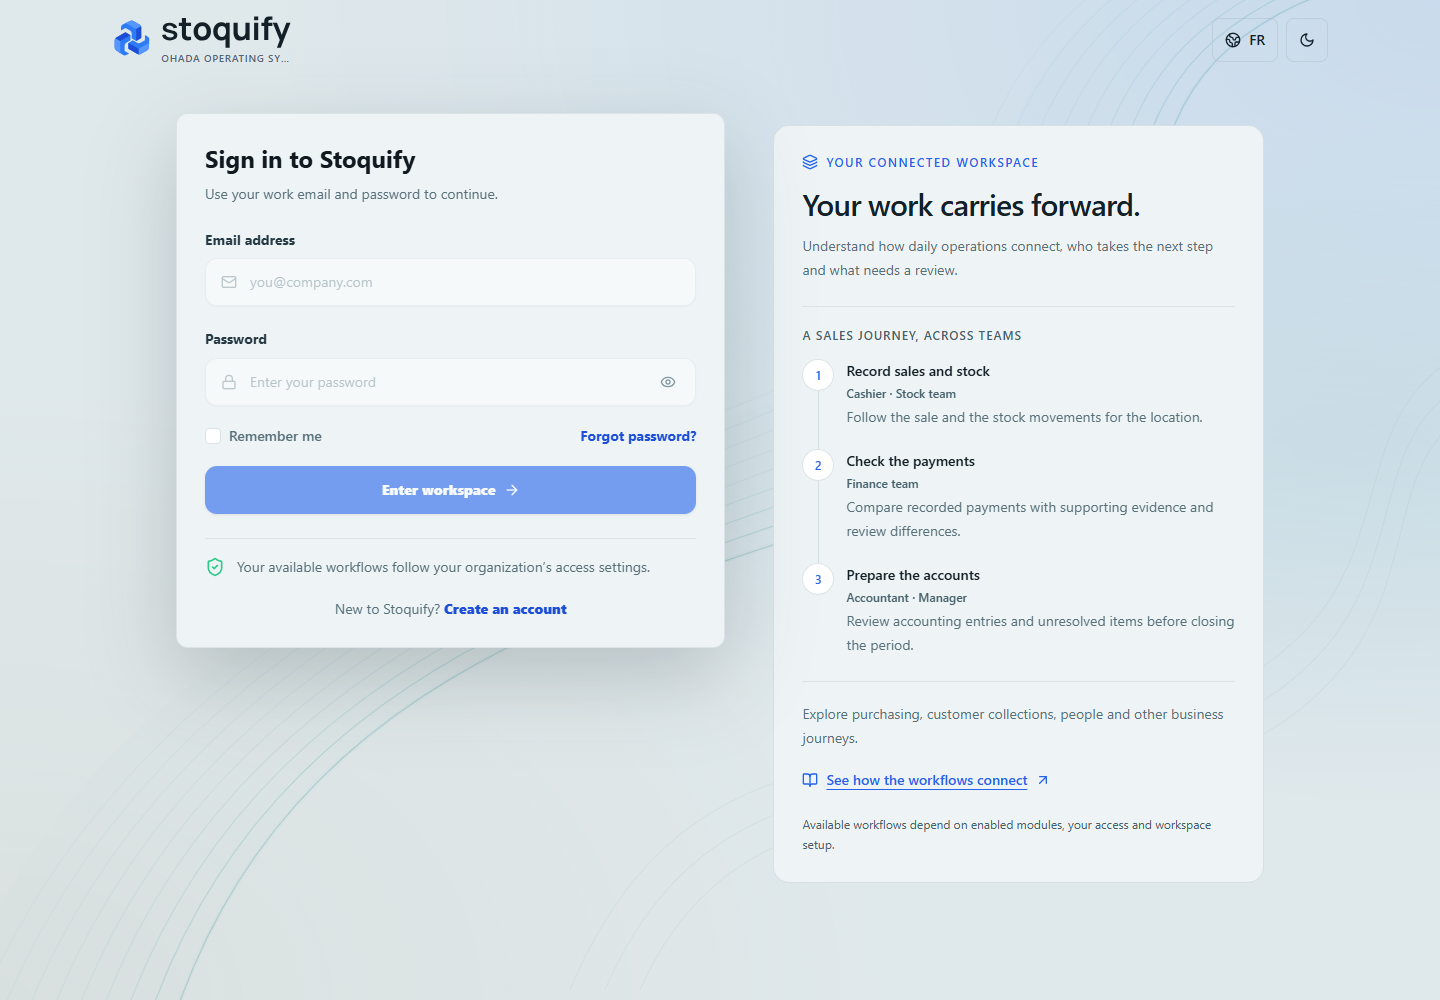 stoquify
OHADA OPERATING SY...
FR
Sign in to Stoquify
Use your work email and password to continue.
Email address
you@company.com
Password
Enter your password
Remember me
Forgot password?
Enter workspace
Your available workflows follow your organization's access settings.
New to Stoquify? Create an account
YOUR CONNECTED WORKSPACE
Your work carries forward.
Understand how daily operations connect, who takes the next step
and what needs a review.
A SALES JOURNEY, ACROSS TEAMS
1
Record sales and stock
Cashier · Stock team
Follow the sale and the stock movements for the location.
2
Check the payments
Finance team
Compare recorded payments with supporting evidence and
review differences.
3
Prepare the accounts
Accountant · Manager
Review accounting entries and unresolved items before closing
the period.
Explore purchasing, customer collections, people and other business
journeys.
See how the workflows connect
Available workflows depend on enabled modules, your access and workspace
setup.